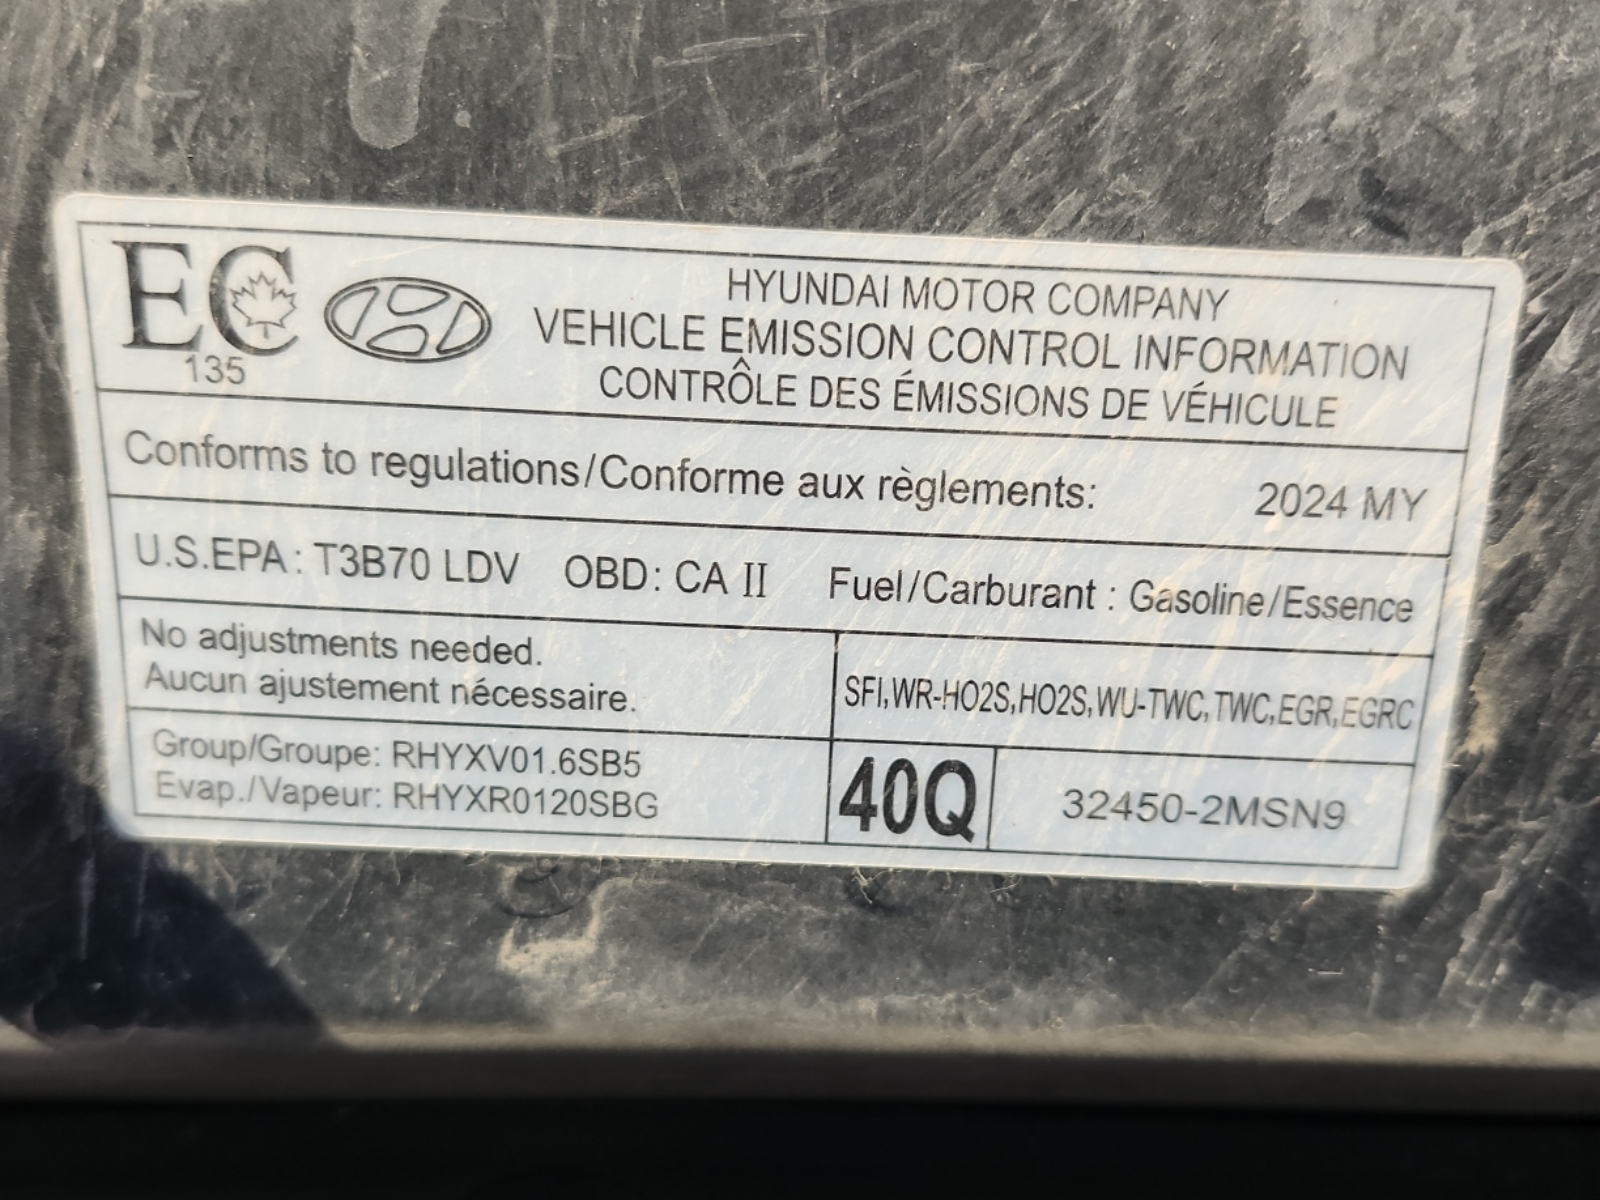 EC
135
HYUNDAI MOTOR COMPANY
VEHICLE EMISSION CONTROL INFORMATION
CONTRÔLE DES ÉMISSIONS DE VÉHICULE
Conforms to regulations/Conforme aux règlements: 2024 MY
U.S.EPA: T3B70 LDV OBD: CA II Fuel/Carburant : Gasoline/Essence
No adjustments needed.
Aucun ajustement nécessaire.
SFI,WR-HO2S,HO2S,WU-TWC,TWC,EGR,EGRC
Group/Groupe: RHYXV01.6SB5
Evap./Vapeur: RHYXR0120SBG
40Q
32450-2MSN9